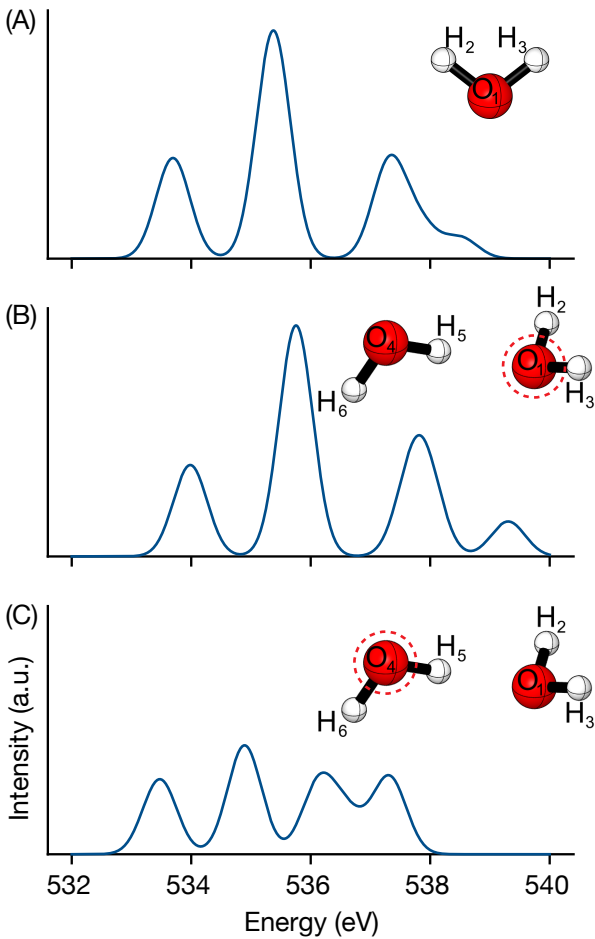 (A)
H₂ H₃
O₁
(B)
H₂
O₄ H₅
O₁
H₆ H₃
(C)
H₂
O₄ H₅
O₁
H₆ H₃
Intensity (a.u.)
532 534 536 538 540
Energy (eV)